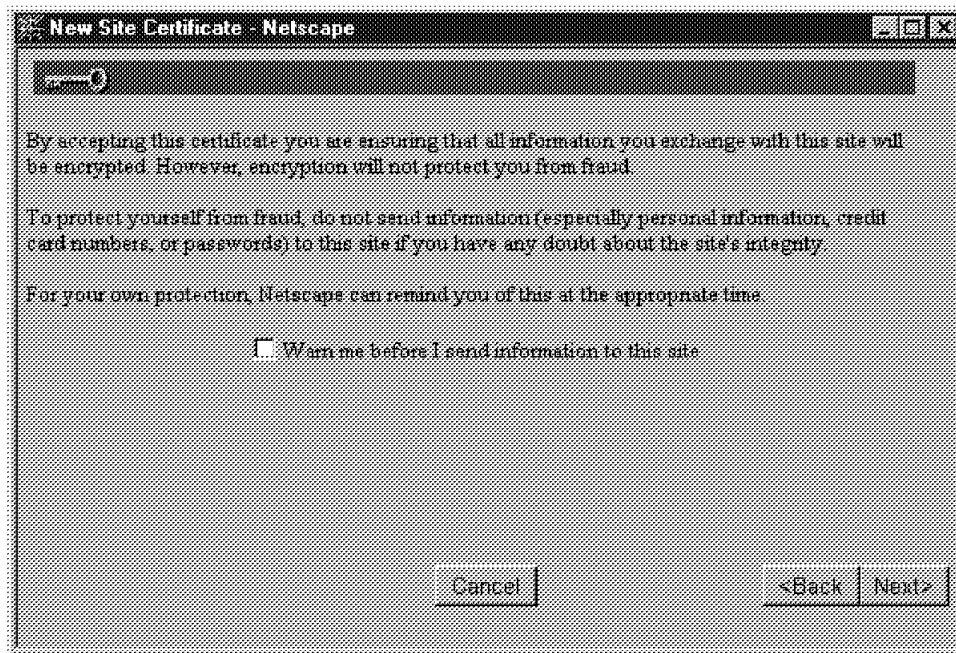 New Site Certificate - Netscape
By accepting this certificate you are ensuring that all information you exchange with this site will
be encrypted. However, encryption will not protect you from fraud.
To protect yourself from fraud, do not send information (especially personal information, credit
card numbers, or passwords) to this site if you have any doubt about the site's integrity.
For your own protection, Netscape can remind you of this at the appropriate time.
Warn me before I send information to this site
Cancel <Back Next>